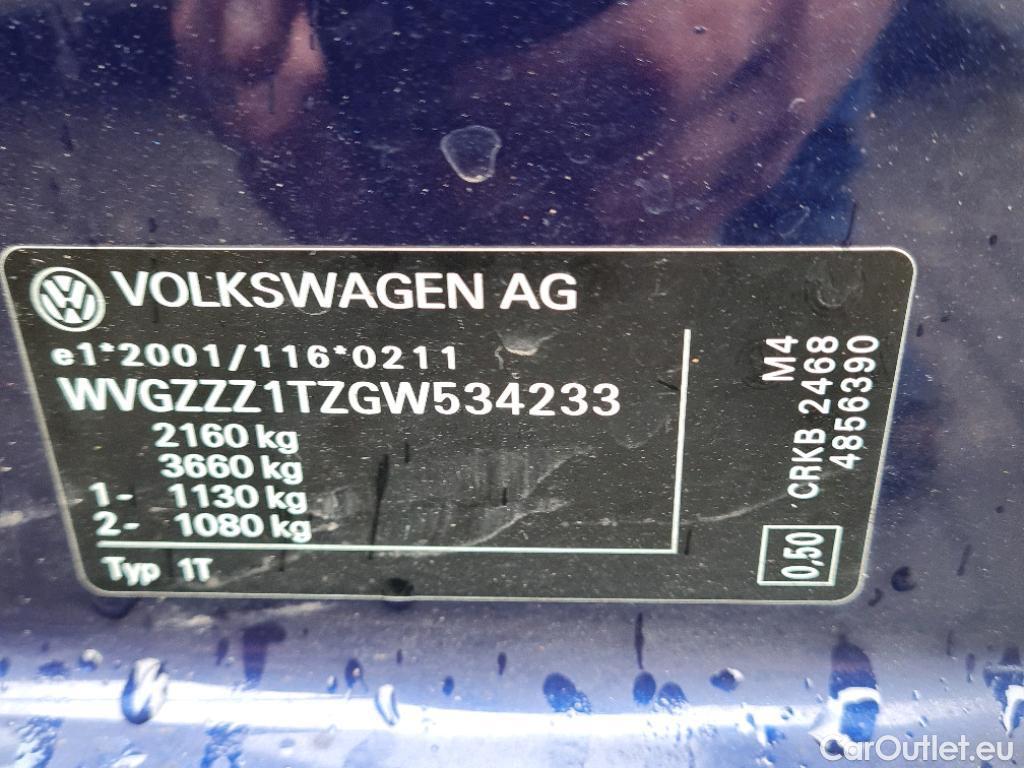 VOLKSWAGEN AG
e1*2001/116*0211
WVGZZZ1TZGW534233
2160 kg
3660 kg
1- 1130 kg
2- 1080 kg
Typ 1T
M4
CRKB 2468
4856390
0,50
CarOutlet.eu